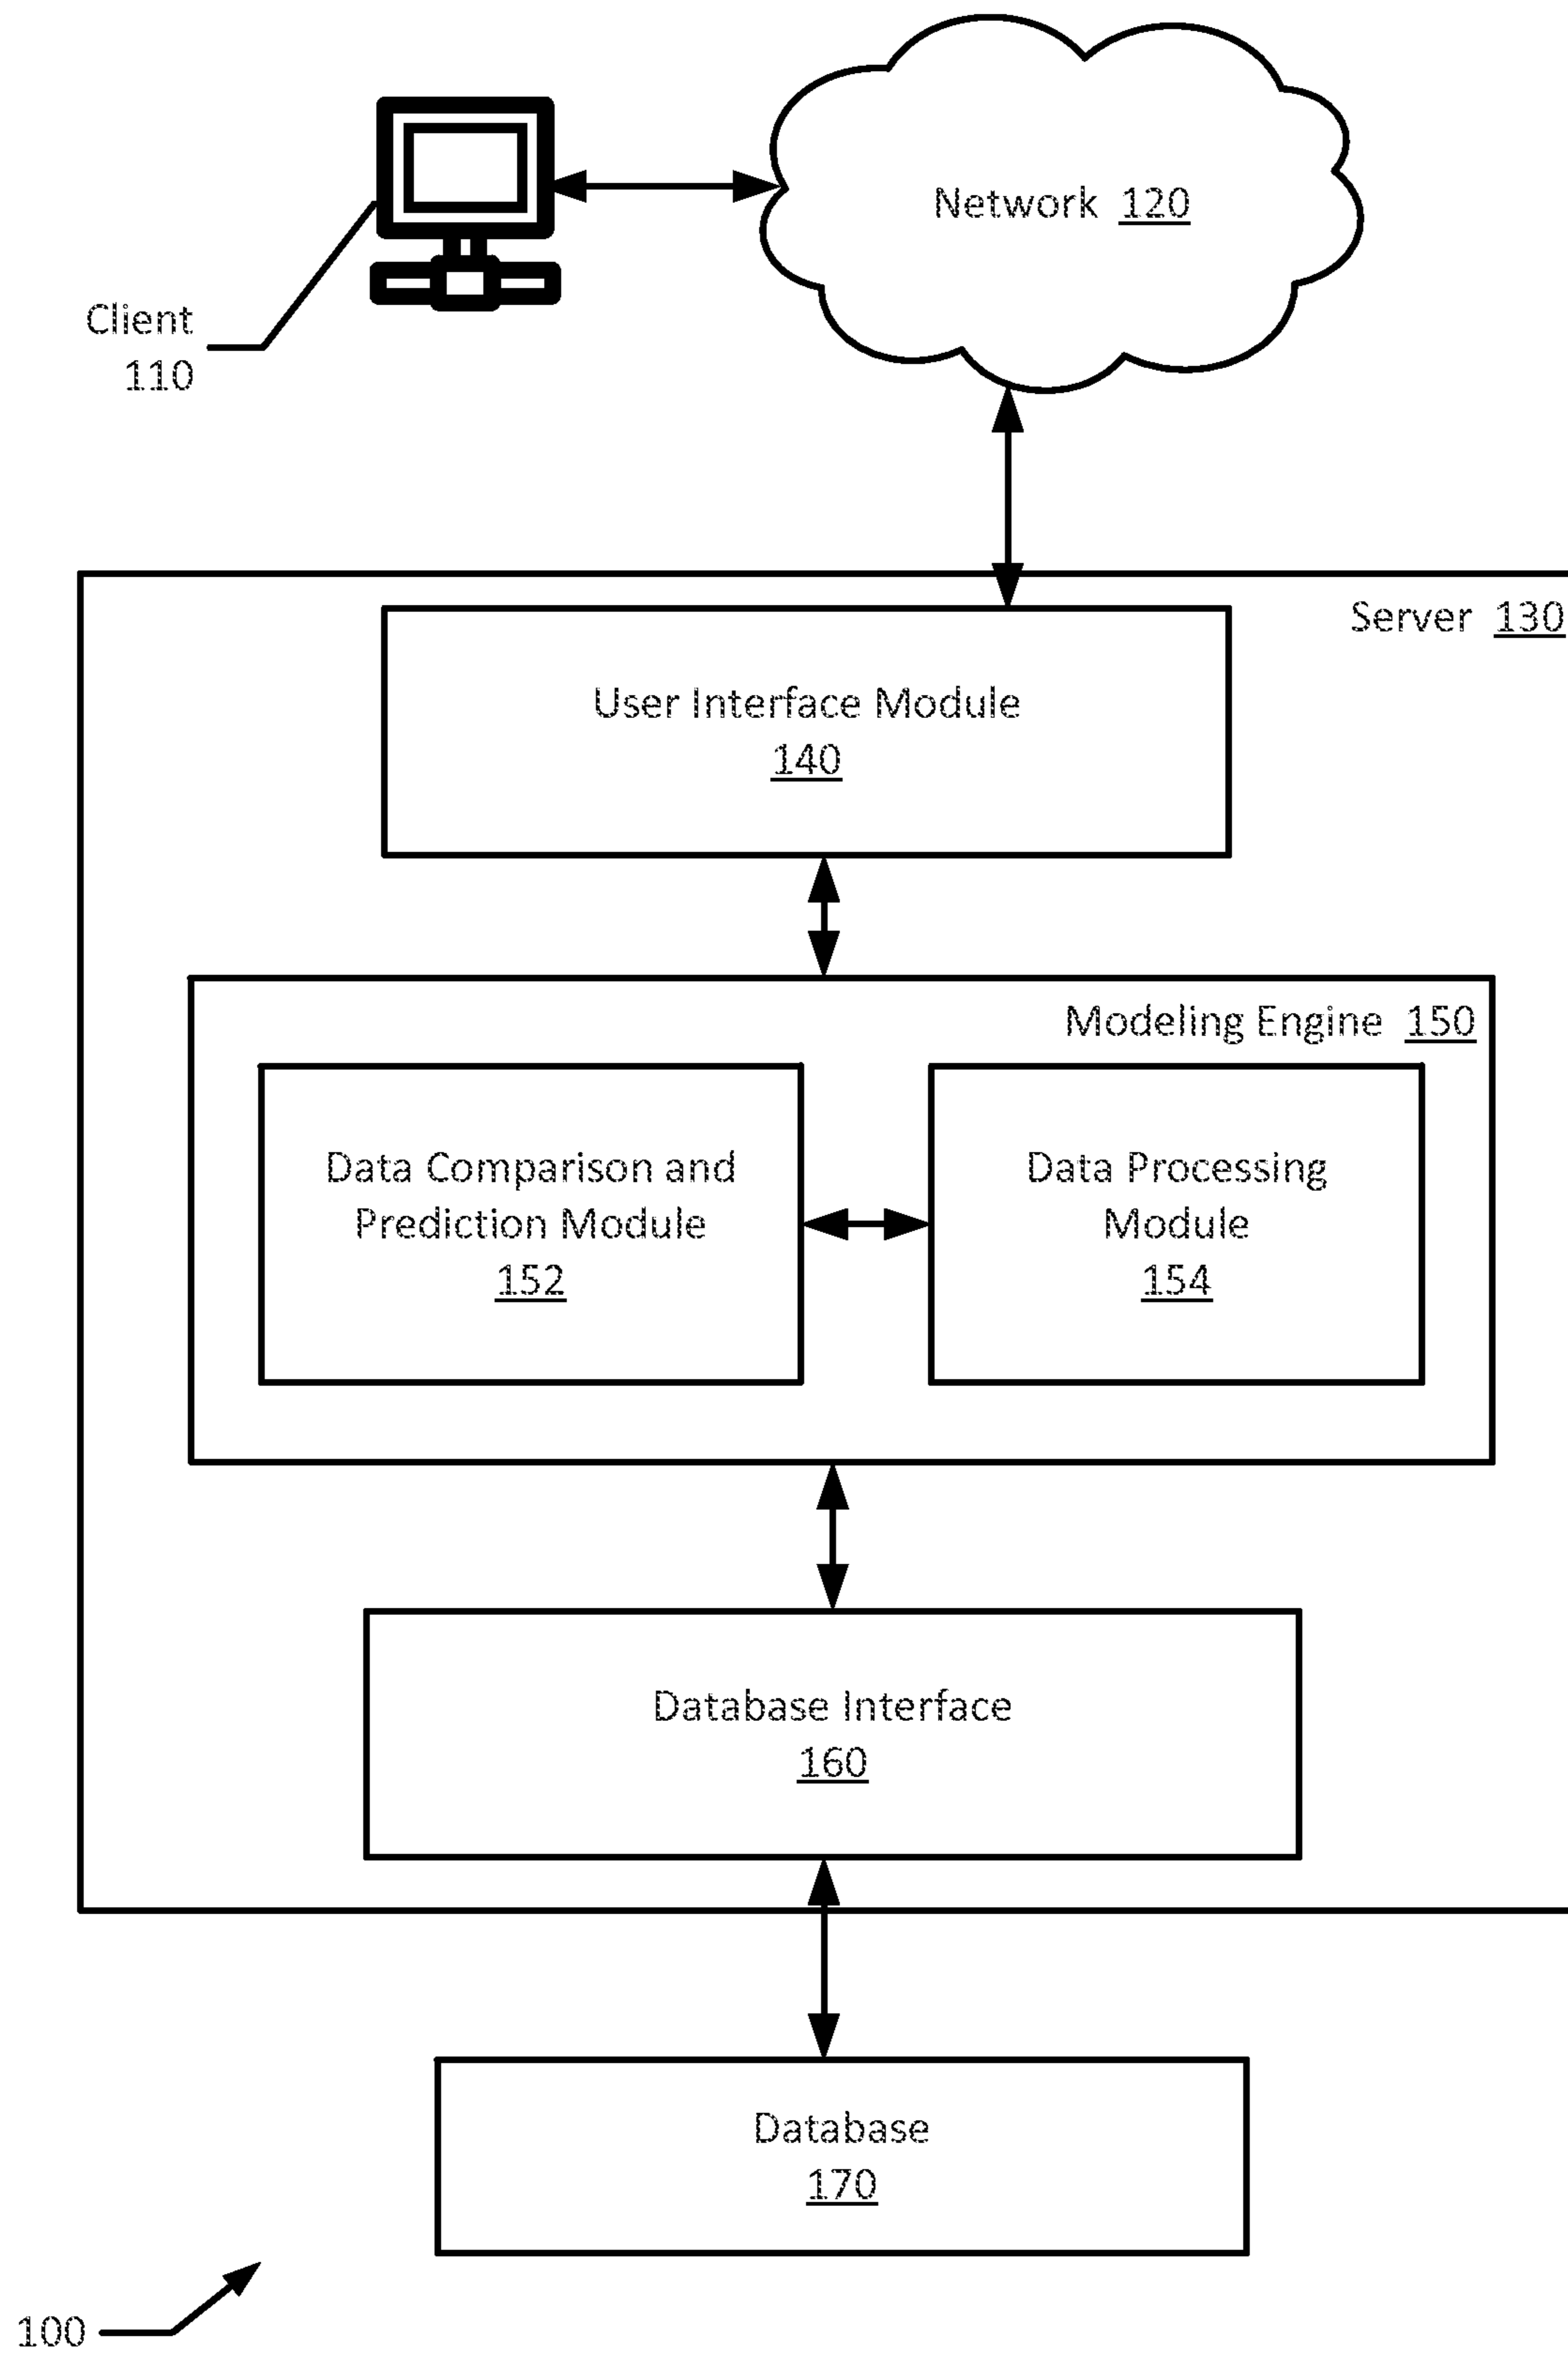 Network 120
Client
110
Server 130
User Interface Module
140
Modeling Engine 150
Data Comparison and
Prediction Module
152
Data Processing
Module
154
Database Interface
160
Database
170
100